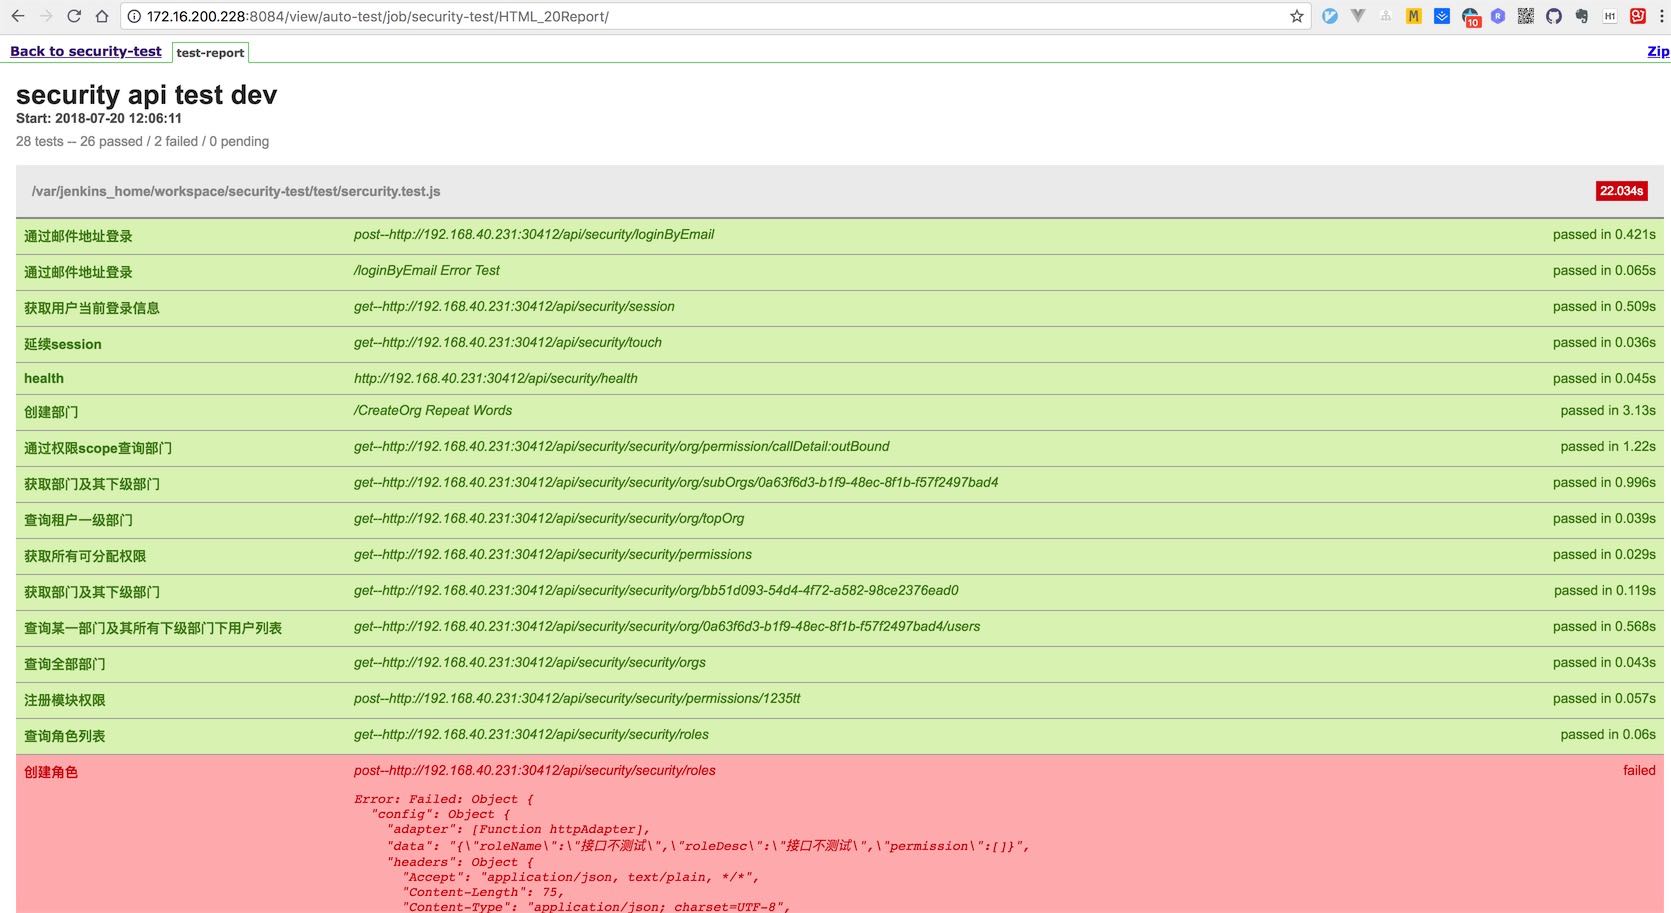 172.16.200.228:8084/view/auto-test/job/security-test/HTML_20Report/
M 10 R H1
Back to security-test test-report Zip
security api test dev
Start: 2018-07-20 12:06:11
28 tests -- 26 passed / 2 failed / 0 pending
/var/jenkins_home/workspace/security-test/test/sercurity.test.js 22.034s
通过邮件地址登录 post--http://192.168.40.231:30412/api/security/loginByEmail passed in 0.421s
通过邮件地址登录 /loginByEmail Error Test passed in 0.065s
获取用户当前登录信息 get--http://192.168.40.231:30412/api/security/session passed in 0.509s
延续session get--http://192.168.40.231:30412/api/security/touch passed in 0.036s
health http://192.168.40.231:30412/api/security/health passed in 0.045s
创建部门 /CreateOrg Repeat Words passed in 3.13s
通过权限scope查询部门 get--http://192.168.40.231:30412/api/security/security/org/permission/callDetail:outBound passed in 1.22s
获取部门及其下级部门 get--http://192.168.40.231:30412/api/security/security/org/subOrgs/0a63f6d3-b1f9-48ec-8f1b-f57f2497bad4 passed in 0.996s
查询租户一级部门 get--http://192.168.40.231:30412/api/security/security/org/topOrg passed in 0.039s
获取所有可分配权限 get--http://192.168.40.231:30412/api/security/security/permissions passed in 0.029s
获取部门及其下级部门 get--http://192.168.40.231:30412/api/security/security/org/bb51d093-54d4-4f72-a582-98ce2376ead0 passed in 0.119s
查询某一部门及其所有下级部门下用户列表 get--http://192.168.40.231:30412/api/security/security/org/0a63f6d3-b1f9-48ec-8f1b-f57f2497bad4/users passed in 0.568s
查询全部部门 get--http://192.168.40.231:30412/api/security/security/orgs passed in 0.043s
注册模块权限 post--http://192.168.40.231:30412/api/security/security/permissions/1235tt passed in 0.057s
查询角色列表 get--http://192.168.40.231:30412/api/security/security/roles passed in 0.06s
创建角色 post--http://192.168.40.231:30412/api/security/security/roles failed
Error: Failed: Object {
"config": Object {
"adapter": [Function httpAdapter],
"data": "{\"roleName\":\"接口不测试\",\"roleDesc\":\"接口不测试\",\"permission\":[]}",
"headers": Object {
"Accept": "application/json, text/plain, */*",
"Content-Length": 75,
"Content-Type": "application/json; charset=UTF-8",